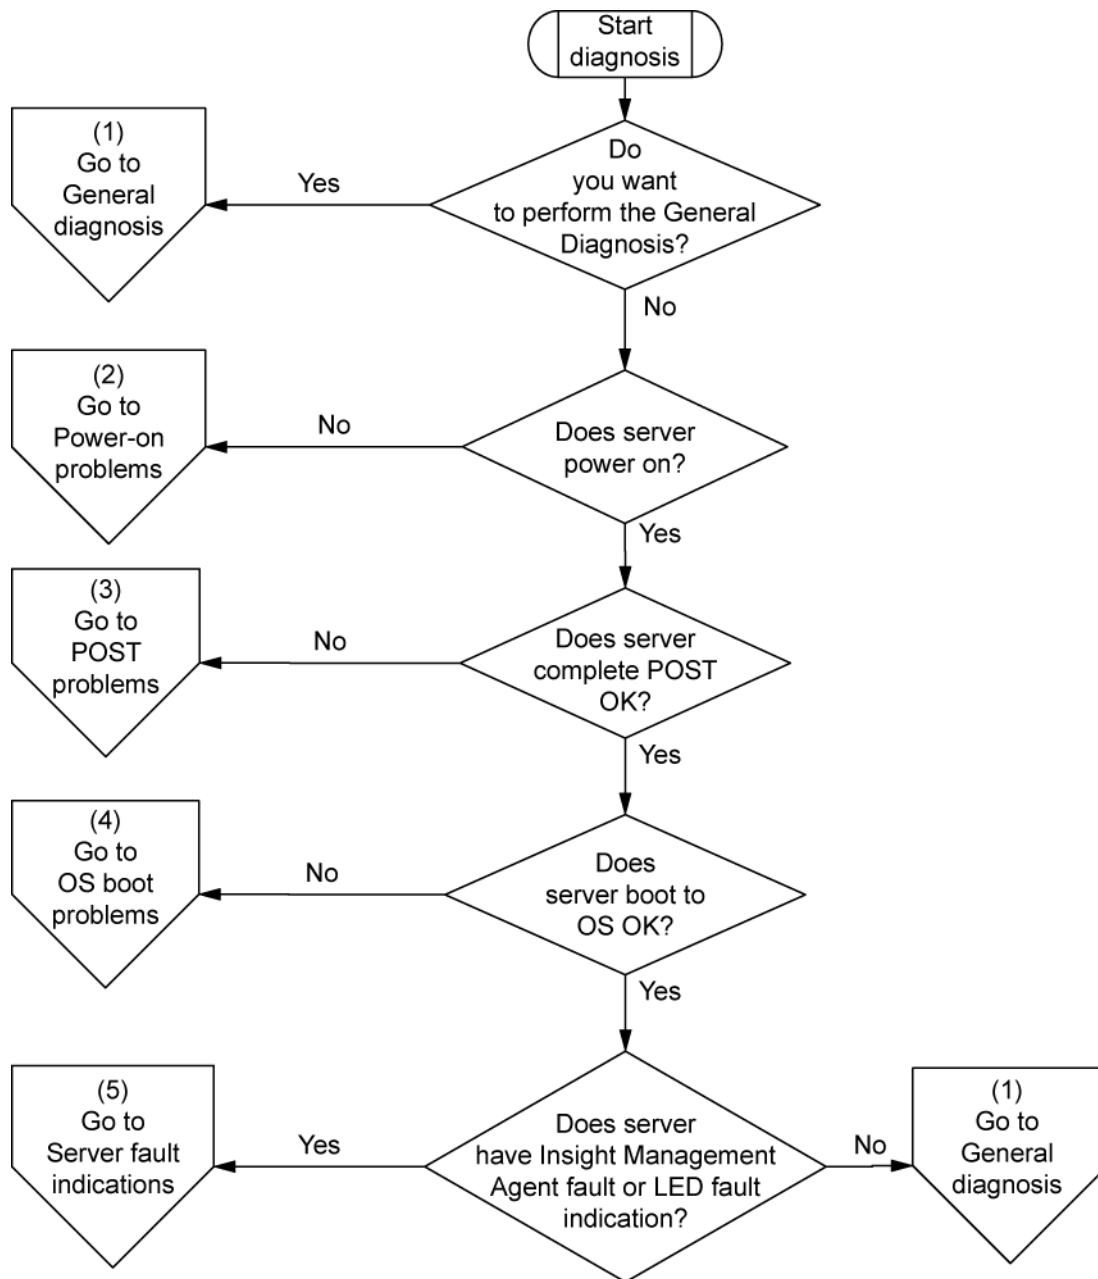 Start
diagnosis
Do
you want
to perform the General
Diagnosis?
Yes
(1)
Go to
General
diagnosis
No
Does server
power on?
No
(2)
Go to
Power-on
problems
Yes
Does server
complete POST
OK?
No
(3)
Go to
POST
problems
Yes
Does
server boot to
OS OK?
No
(4)
Go to
OS boot
problems
Yes
Does server
have Insight Management
Agent fault or LED fault
indication?
Yes
(5)
Go to
Server fault
indications
No
(1)
Go to
General
diagnosis